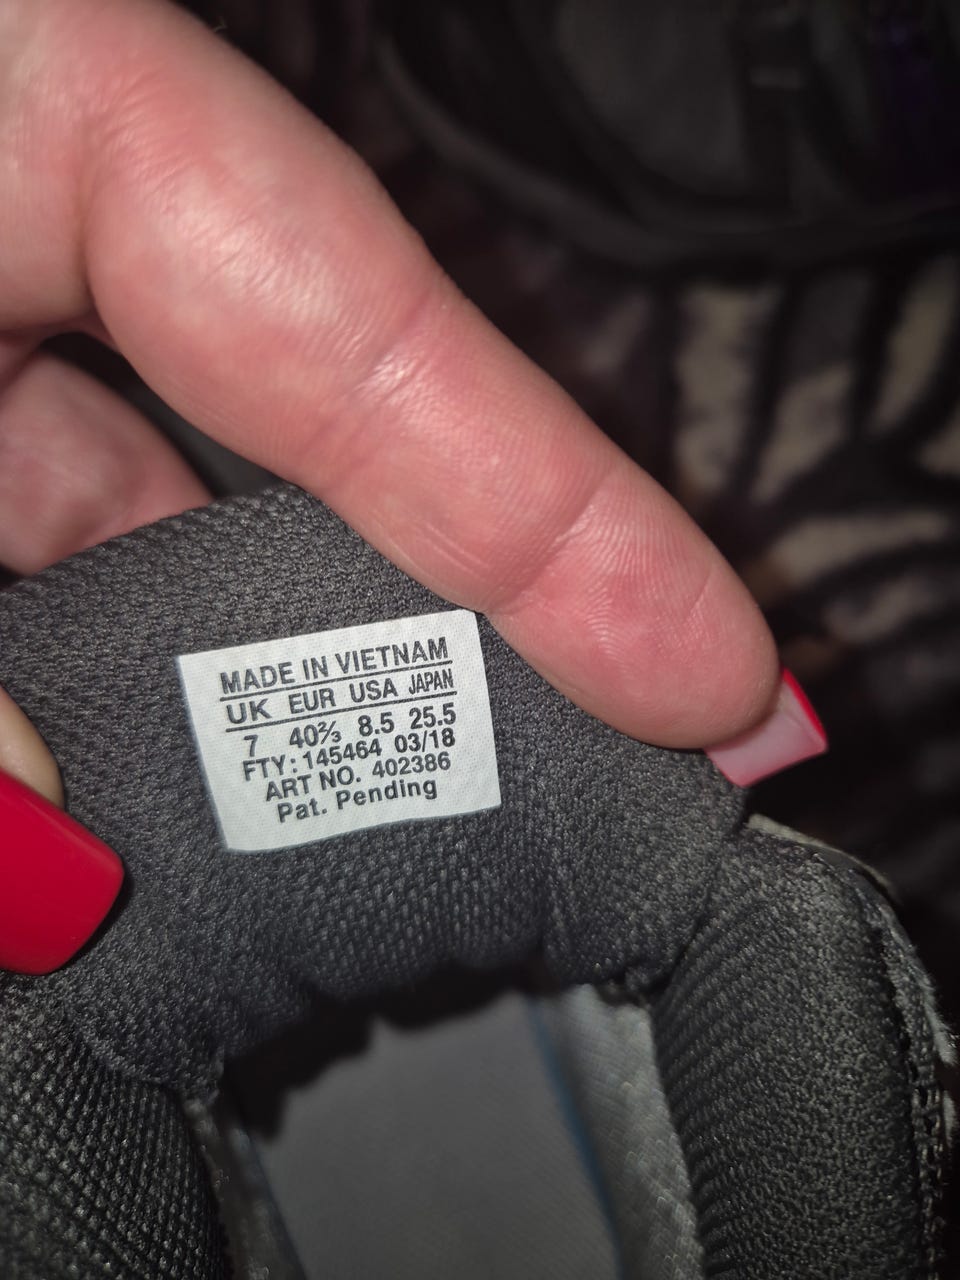 MADE IN VIETNAM
UK EUR USA JAPAN
7 40⅔ 8.5 25.5
FTY: 145464 03/18
ART NO. 402386
Pat. Pending